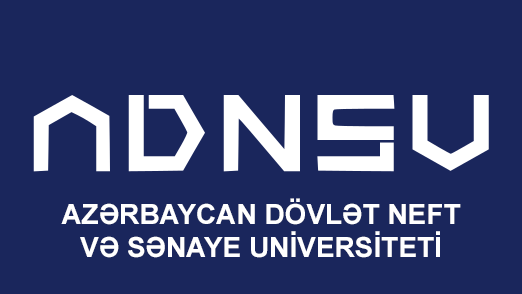 ADNSU
AZƏRBAYCAN DÖVLƏT NEFT
VƏ SƏNAYE UNİVERSİTETİ